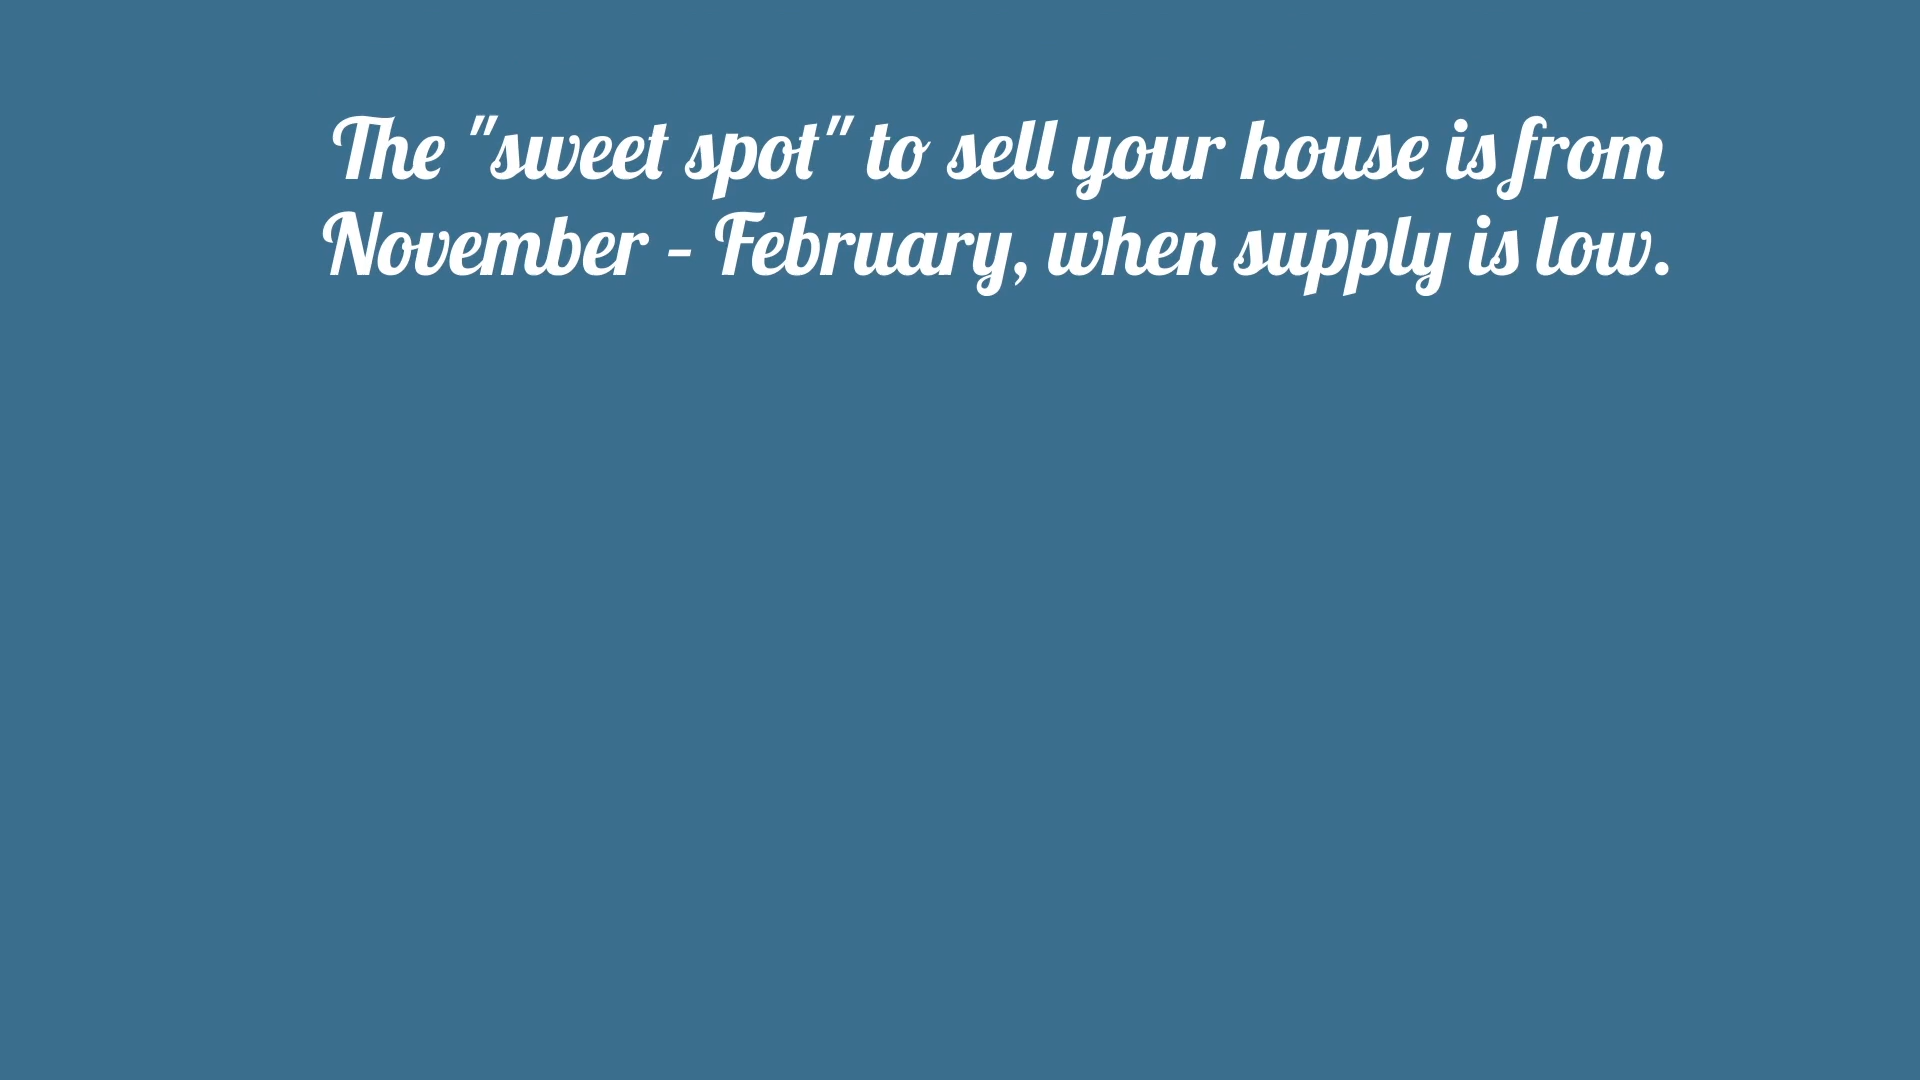 The "sweet spot" to sell your house is from
November - February, when supply is low.